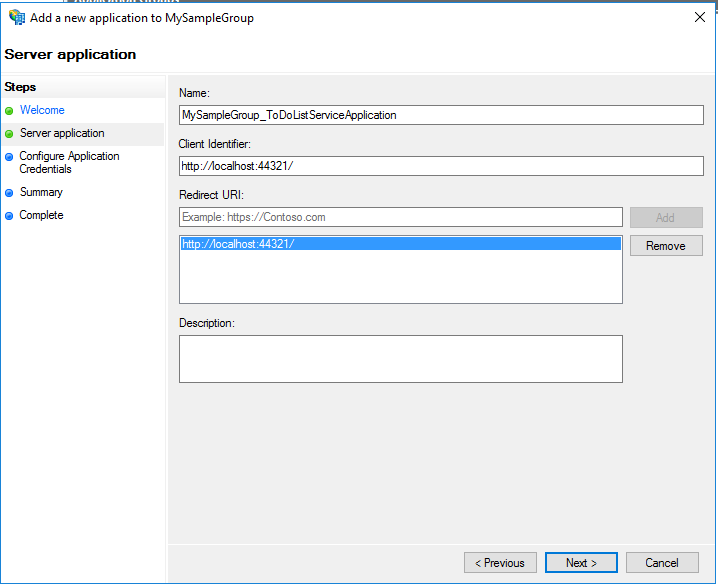 Add a new application to MySampleGroup
Server application
Steps
Welcome
Server application
Configure Application
Credentials
Summary
Complete
Name:
MySampleGroup_ToDoListServiceApplication
Client Identifier:
http://localhost:44321/
Redirect URI:
Example: https://Contoso.com
Add
http://localhost:44321/
Remove
Description:
< Previous
Next >
Cancel